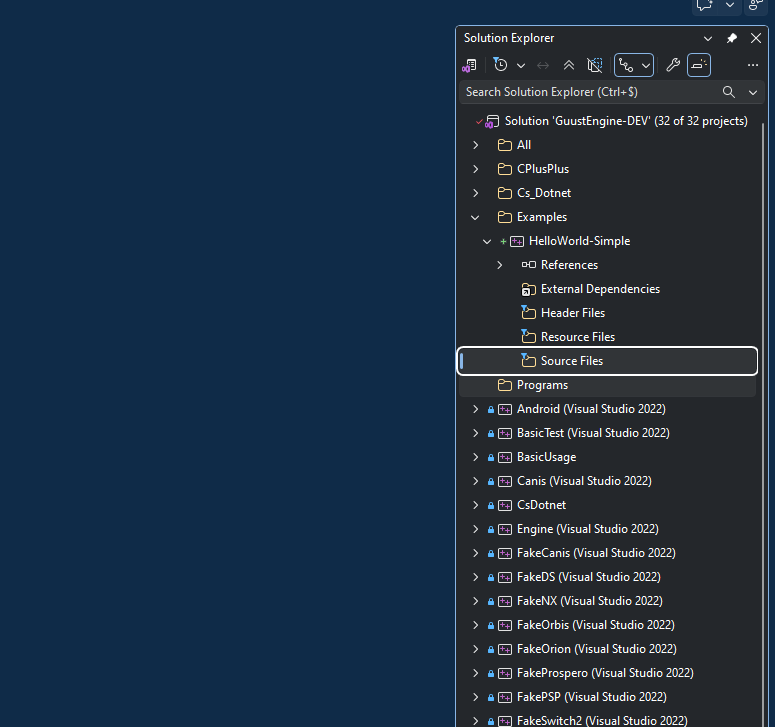 Solution Explorer
Search Solution Explorer (Ctrl+$)
Solution 'GuustEngine-DEV' (32 of 32 projects)
All
CPlusPlus
Cs_Dotnet
Examples
HelloWorld-Simple
References
External Dependencies
Header Files
Resource Files
Source Files
Programs
Android (Visual Studio 2022)
BasicTest (Visual Studio 2022)
BasicUsage
Canis (Visual Studio 2022)
CsDotnet
Engine (Visual Studio 2022)
FakeCanis (Visual Studio 2022)
FakeDS (Visual Studio 2022)
FakeNX (Visual Studio 2022)
FakeOrbis (Visual Studio 2022)
FakeOrion (Visual Studio 2022)
FakeProspero (Visual Studio 2022)
FakePSP (Visual Studio 2022)
FakeSwitch2 (Visual Studio 2022)